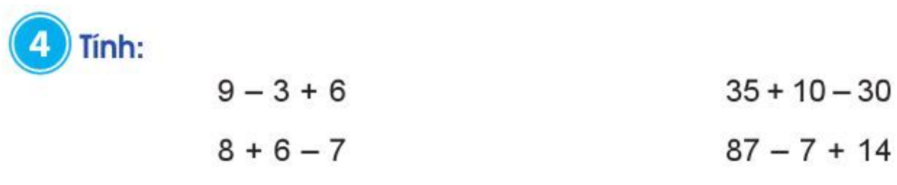 4 Tính:
9 – 3 + 6 35 + 10 – 30
8 + 6 – 7 87 – 7 + 14